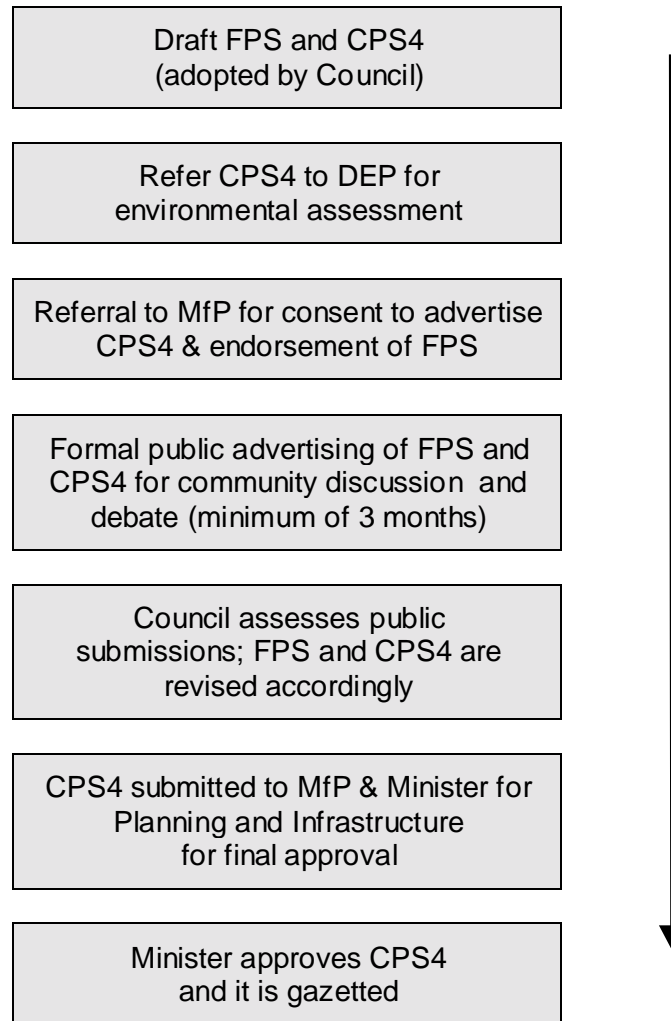 Draft FPS and CPS4
(adopted by Council)
Refer CPS4 to DEP for
environmental assessment
Referral to MfP for consent to advertise
CPS4 & endorsement of FPS
Formal public advertising of FPS and
CPS4 for community discussion  and
debate (minimum of 3 months)
Council assesses public
submissions; FPS and CPS4 are
revised accordingly
CPS4 submitted to MfP & Minister for
Planning and Infrastructure
for final approval
Minister approves CPS4
and it is gazetted